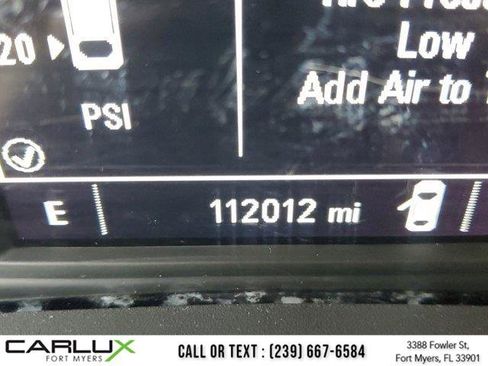 Low
20
Add Air to
PSI
E 112012 mi
CARLUX
FORT MYERS
CALL OR TEXT : (239) 667-6584
3388 Fowler St,
Fort Myers, FL 33901